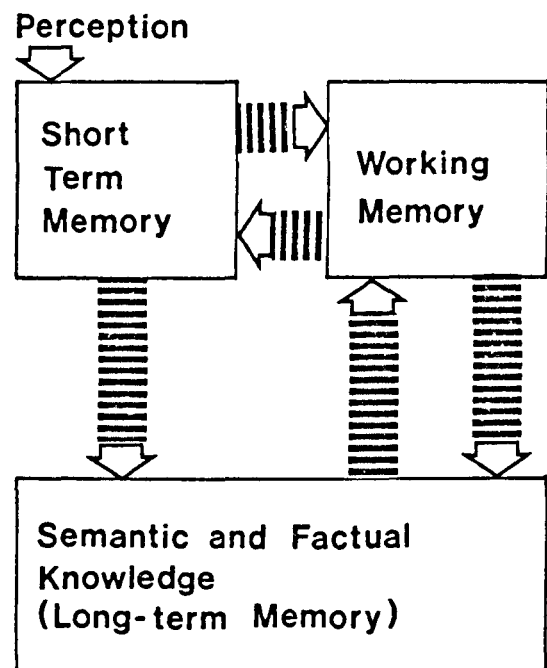 Perception
Short
Term
Memory
Working
Memory
Semantic and Factual
Knowledge
(Long-term Memory)